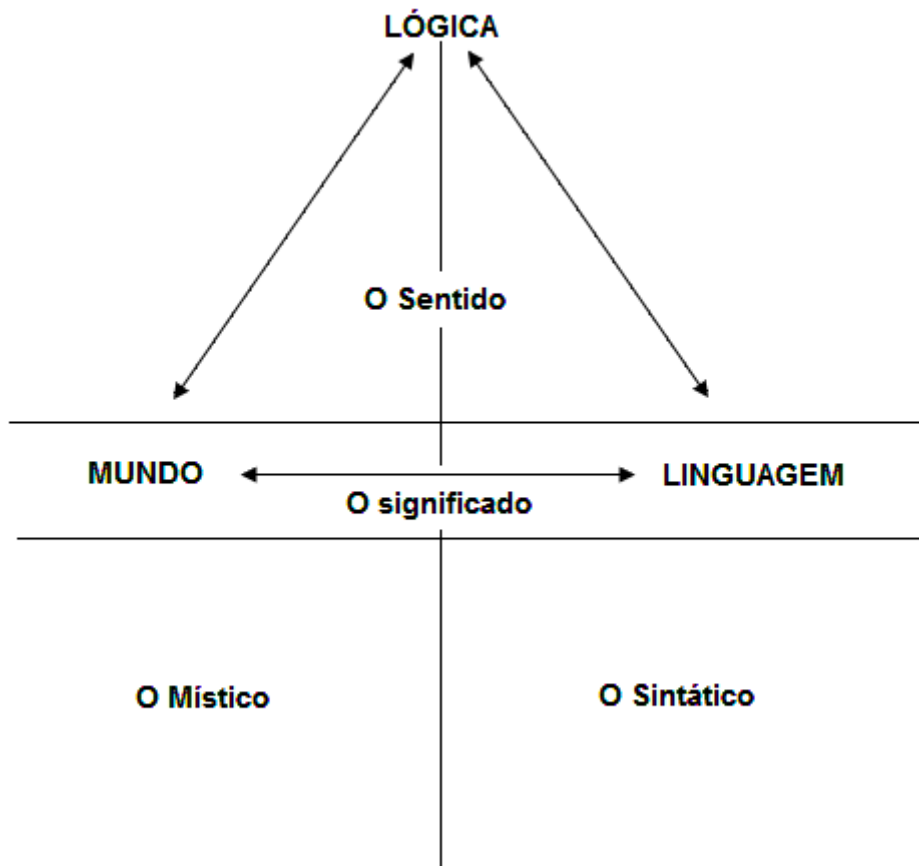 LÓGICA
O Sentido
MUNDO
LINGUAGEM
O significado
O Místico
O Sintático